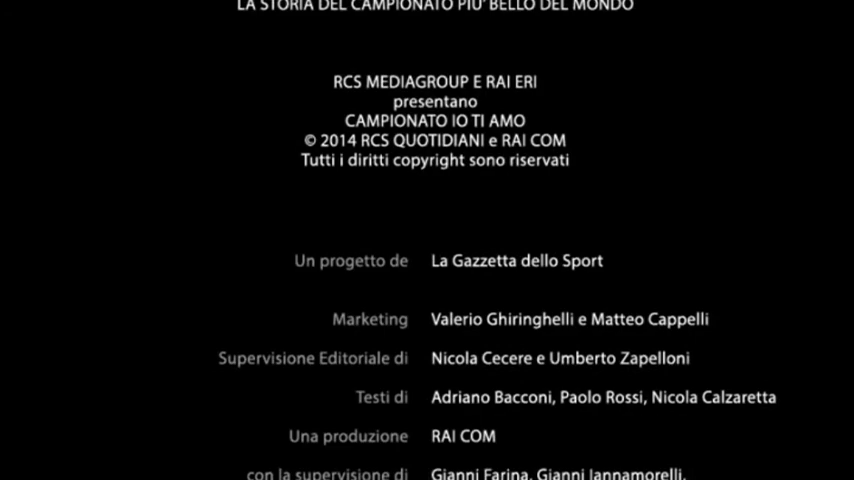 LA STORIA DEL CAMPIONATO PIU' BELLO DEL MONDO
RCS MEDIAGROUP E RAI ERI
presentano
CAMPIONATO IO TI AMO
© 2014 RCS QUOTIDIANI e RAI COM
Tutti i diritti copyright sono riservati
Un progetto de La Gazzetta dello Sport
Marketing Valerio Ghiringhelli e Matteo Cappelli
Supervisione Editoriale di Nicola Cecere e Umberto Zapelloni
Testi di Adriano Bacconi, Paolo Rossi, Nicola Calzaretta
Una produzione RAI COM
con la supervisione di Gianni Farina, Gianni Iannamorelli,